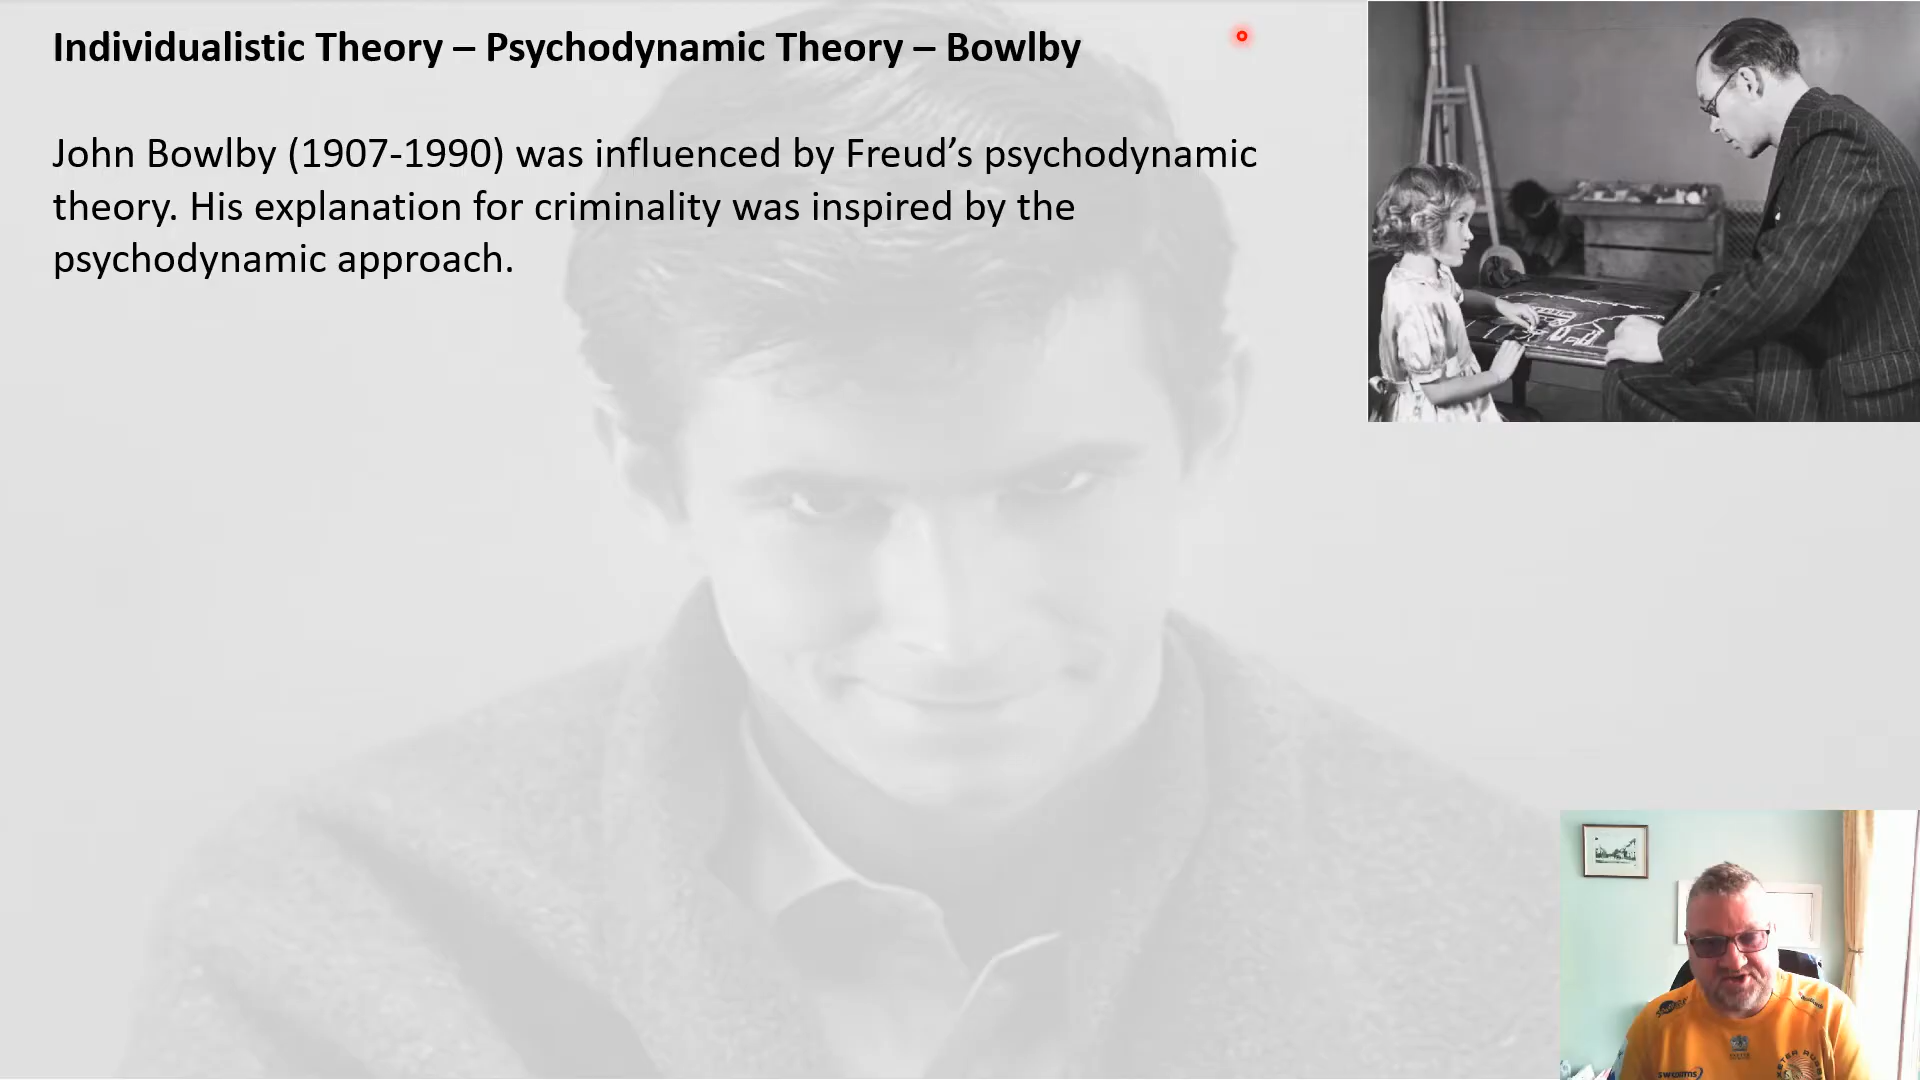 Individualistic Theory – Psychodynamic Theory – Bowlby
John Bowlby (1907-1990) was influenced by Freud’s psychodynamic
theory. His explanation for criminality was inspired by the
psychodynamic approach.
swcomms